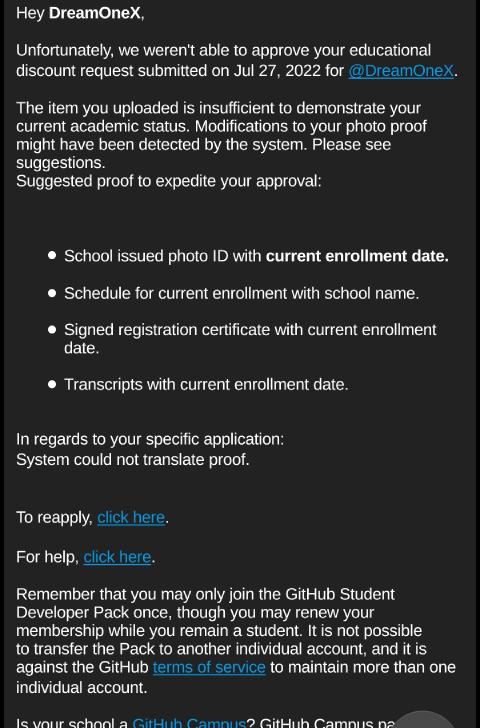 Hey DreamOneX,
Unfortunately, we weren't able to approve your educational
discount request submitted on Jul 27, 2022 for @DreamOneX.
The item you uploaded is insufficient to demonstrate your
current academic status. Modifications to your photo proof
might have been detected by the system. Please see
suggestions.
Suggested proof to expedite your approval:
School issued photo ID with current enrollment date.
Schedule for current enrollment with school name.
Signed registration certificate with current enrollment
date.
Transcripts with current enrollment date.
In regards to your specific application:
System could not translate proof.
To reapply, click here.
For help, click here.
Remember that you may only join the GitHub Student
Developer Pack once, though you may renew your
membership while you remain a student. It is not possible
to transfer the Pack to another individual account, and it is
against the GitHub terms of service to maintain more than one
individual account.
Is your school a GitHub Campus? GitHub Campus